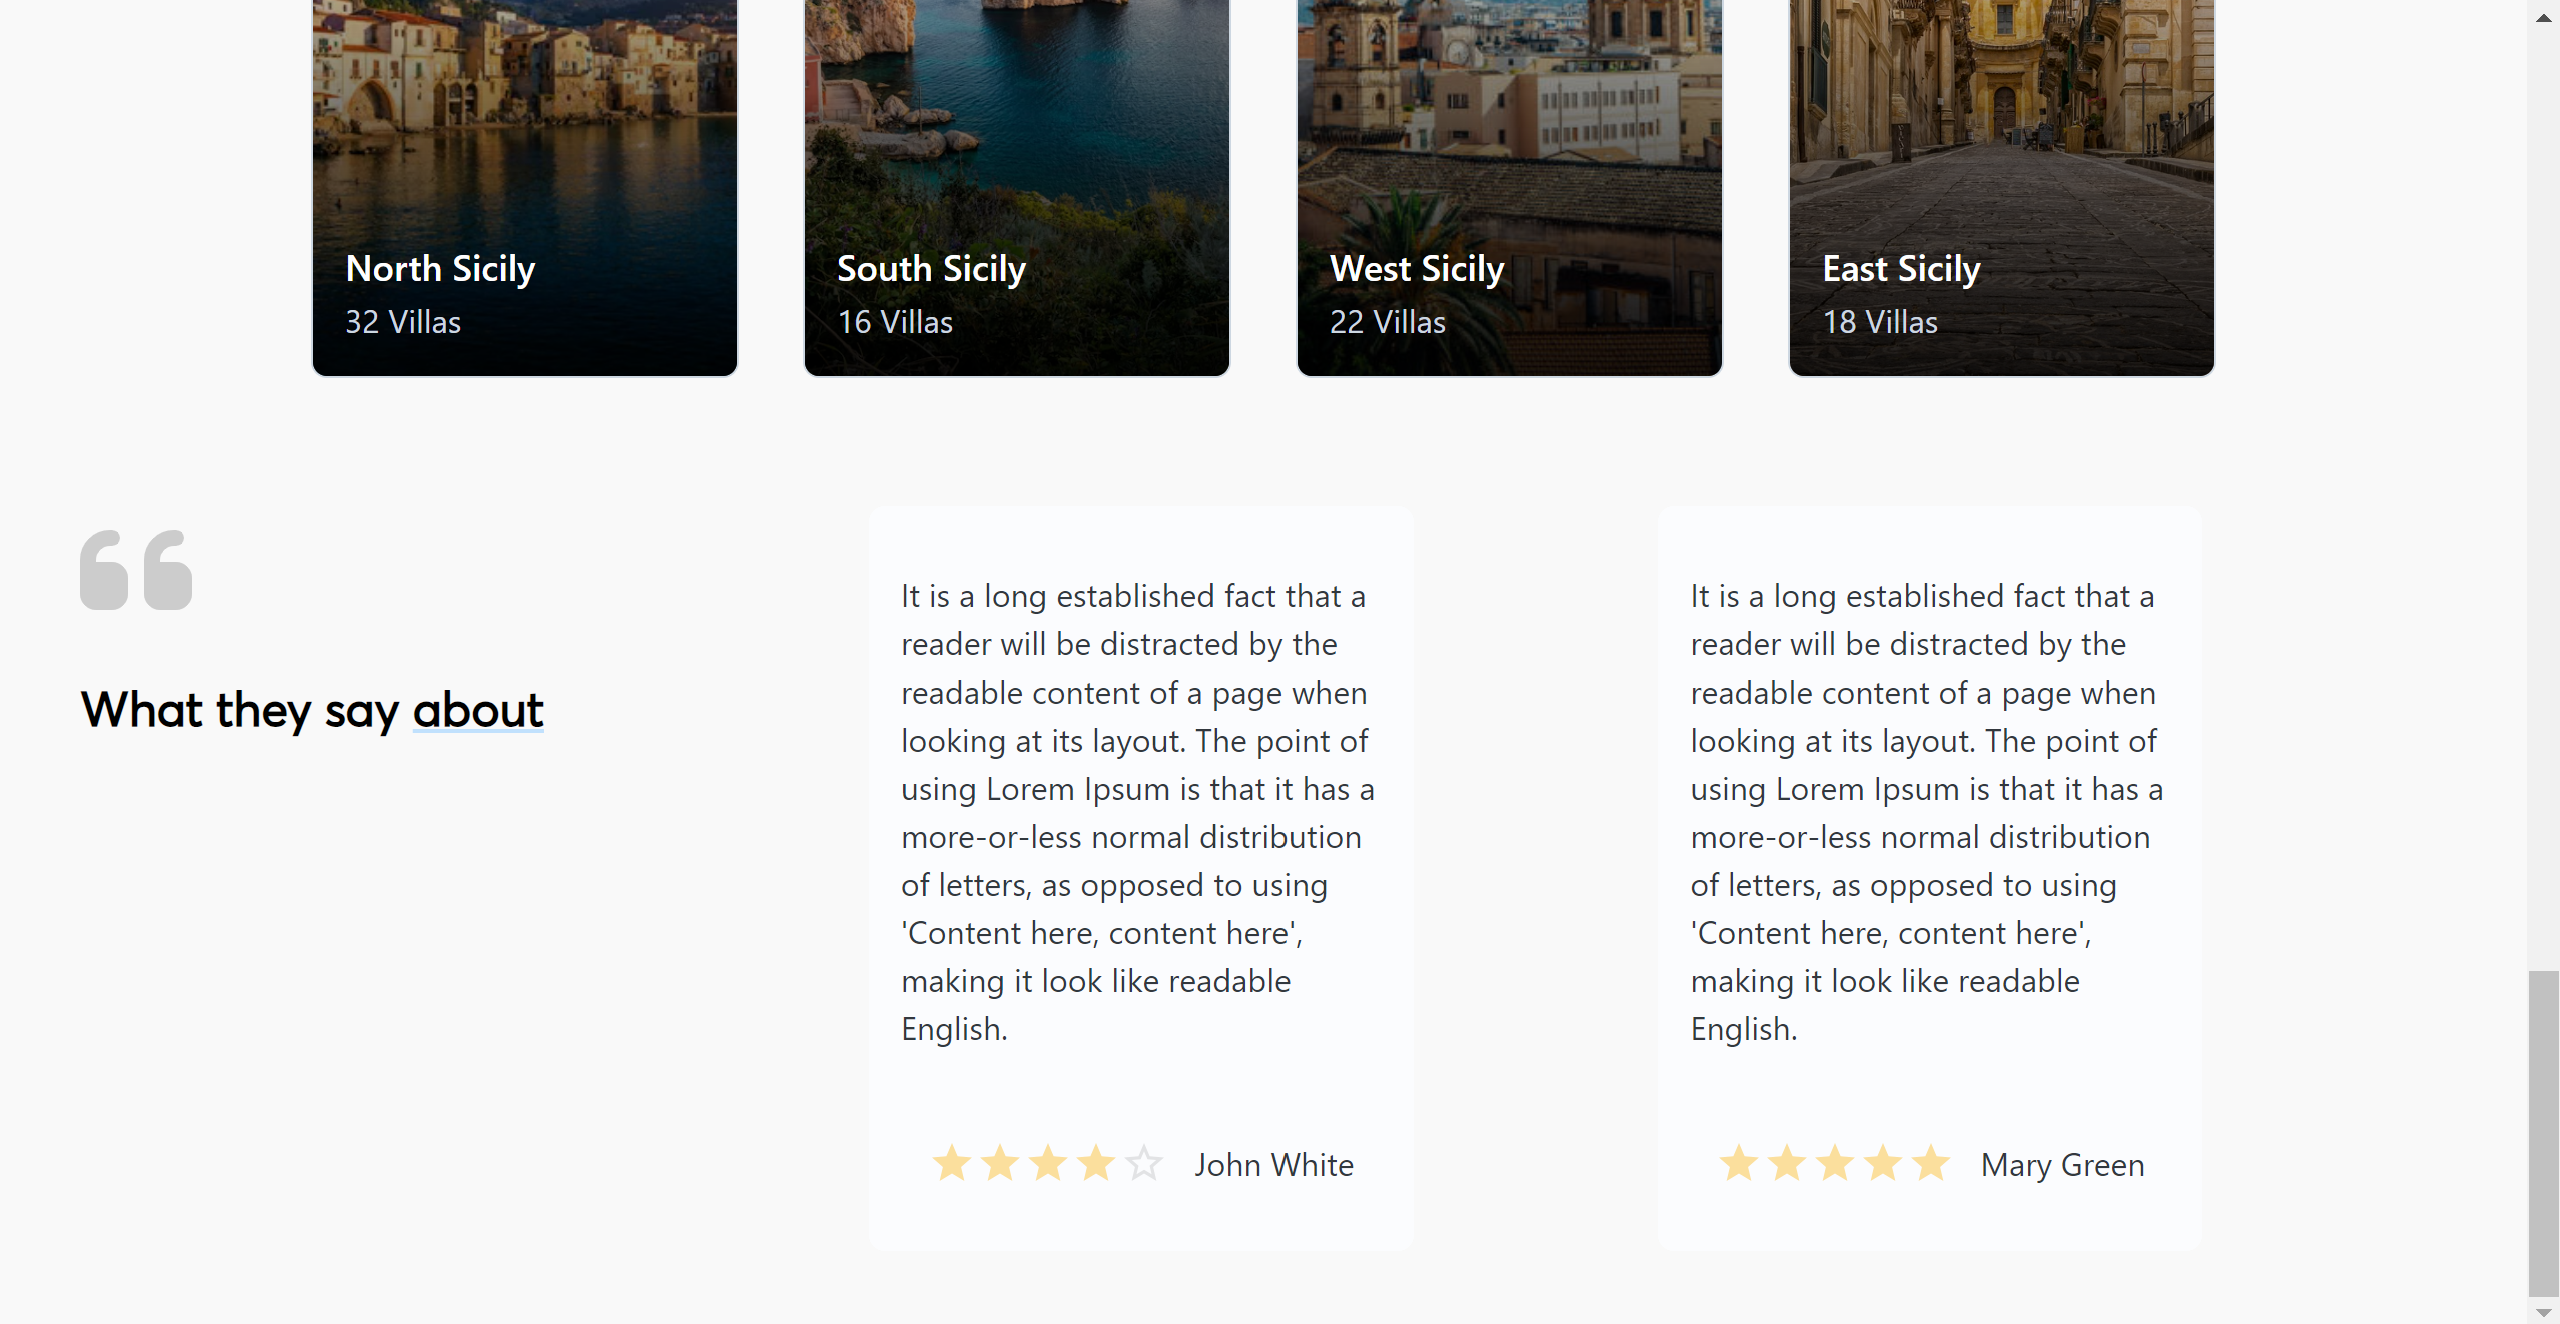 North Sicily
32 Villas
South Sicily
16 Villas
West Sicily
22 Villas
East Sicily
18 Villas
What they say about
It is a long established fact that a
reader will be distracted by the
readable content of a page when
looking at its layout. The point of
using Lorem Ipsum is that it has a
more-or-less normal distribution
of letters, as opposed to using
'Content here, content here',
making it look like readable
English.
John White
It is a long established fact that a
reader will be distracted by the
readable content of a page when
looking at its layout. The point of
using Lorem Ipsum is that it has a
more-or-less normal distribution
of letters, as opposed to using
'Content here, content here',
making it look like readable
English.
Mary Green